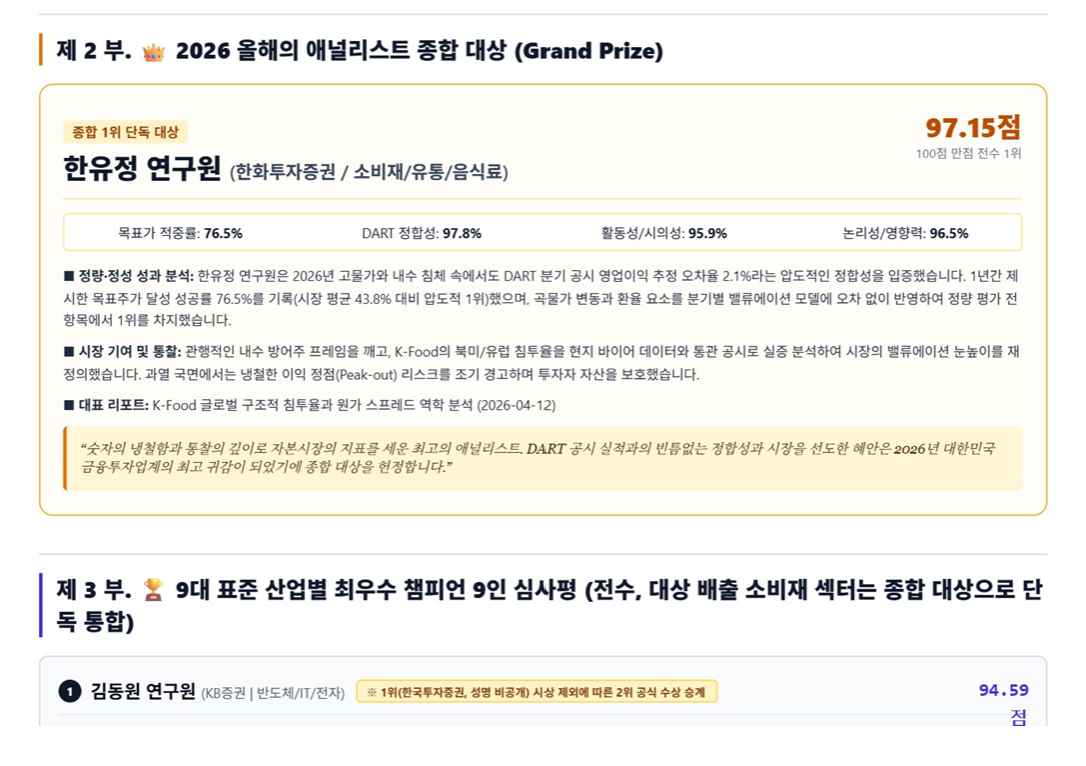 제 2 부. 👑 2026 올해의 애널리스트 종합 대상 (Grand Prize)
종합 1위 단독 대상
97.15점
한유정 연구원 (한화투자증권 / 소비재/유통/음식료)
100점 만점 전수 1위
목표가 적중률: 76.5% DART 정합성: 97.8% 활동성/시의성: 95.9% 논리성/영향력: 96.5%
■ 정량·정성 성과 분석: 한유정 연구원은 2026년 고물가와 내수 침체 속에서도 DART 분기 공시 영업이익 추정 오차율 2.1%라는 압도적인 정합성을 입증했습니다. 1년간 제
시한 목표주가 달성 성공률 76.5%를 기록(시장 평균 43.8% 대비 압도적 1위)했으며, 곡물가 변동과 환율 요소를 분기별 밸류에이션 모델에 오차 없이 반영하여 정량 평가 전
항목에서 1위를 차지했습니다.
■ 시장 기여 및 통찰: 관행적인 내수 방어주 프레임을 깨고, K-Food의 북미/유럽 침투율을 현지 바이어 데이터와 통관 공시로 실증 분석하여 시장의 밸류에이션 눈높이를 재
정의했습니다. 과열 국면에서는 냉철한 이익 정점(Peak-out) 리스크를 조기 경고하며 투자자 자산을 보호했습니다.
■ 대표 리포트: K-Food 글로벌 구조적 침투율과 원가 스프레드 역학 분석 (2026-04-12)
“숫자의 냉철함과 통찰의 깊이로 자본시장의 지표를 세운 최고의 애널리스트. DART 공시 실적과의 빈틈없는 정합성과 시장을 선도한 혜안은 2026년 대한민국
금융투자업계의 최고 귀감이 되었기에 종합 대상을 헌정합니다.”
제 3 부. 🏆 9대 표준 산업별 최우수 챔피언 9인 심사평 (전수, 대상 배출 소비재 섹터는 종합 대상으로 단
독 통합)
1 김동원 연구원 (KB증권 | 반도체/IT/전자) ※ 1위(한국투자증권, 성명 비공개) 시상 제외에 따른 2위 공식 수상 승계 94.59
점